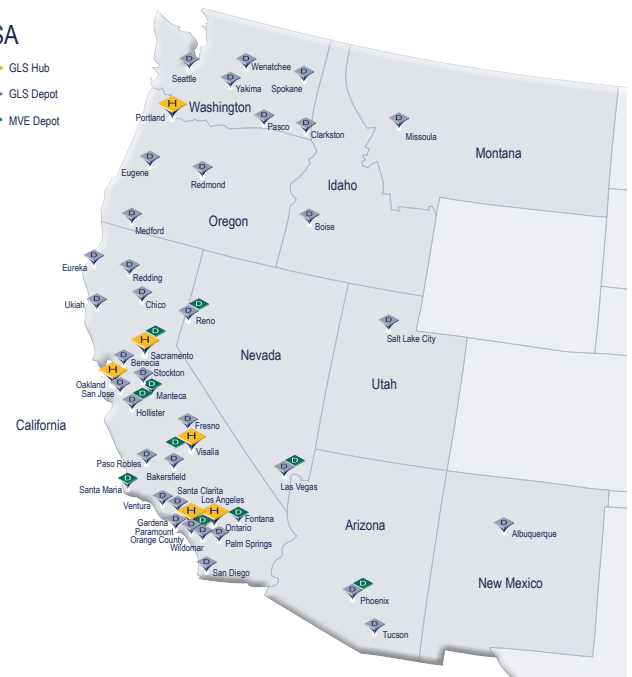 SA
GLS Hub
GLS Depot
MVE Depot
D
Seattle
D
Wenatchee
D
Yakima
D
Spokane
H
Portland
Washington
D
Pasco
D
Clarkston
D
Missoula
Montana
D
Eugene
D
Redmond
Idaho
D
Medford
Oregon
D
Boise
D
Eureka
D
Redding
D
Ukiah
D
Chico
D
D
Reno
D
Salt Lake City
D
H
Sacramento
Nevada
D
Benecia
H
Oakland
D
Stockton
D
San Jose
D
Manteca
D
D
Hollister
Utah
California
D
Fresno
H
D
Visalia
D
Paso Robles
D
Bakersfield
D
D
Las Vegas
D
Santa Maria
D
Ventura
D
Santa Clarita
H
H
Los Angeles
D
Fontana
D
D
Gardena
D
Paramount
Ontario
D
Orange County
D
Wildomar
Palm Springs
Arizona
D
Albuquerque
D
San Diego
New Mexico
D
D
Phoenix
D
Tucson